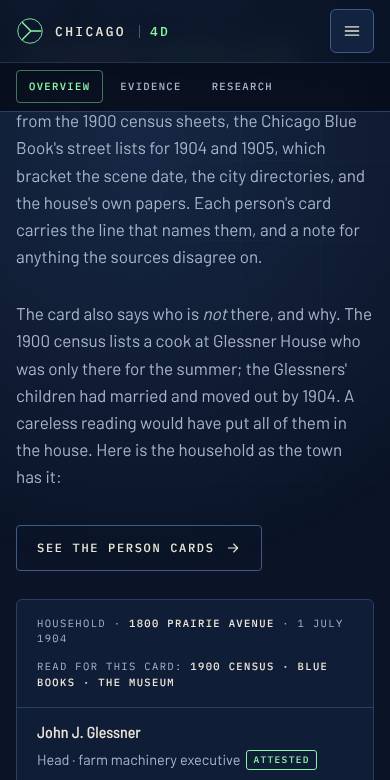 CHICAGO | 4D
OVERVIEW EVIDENCE RESEARCH
from the 1900 census sheets, the Chicago Blue
Book's street lists for 1904 and 1905, which
bracket the scene date, the city directories, and
the house's own papers. Each person's card
carries the line that names them, and a note for
anything the sources disagree on.
The card also says who is not there, and why. The
1900 census lists a cook at Glessner House who
was only there for the summer; the Glessners'
children had married and moved out by 1904. A
careless reading would have put all of them in
the house. Here is the household as the town
has it:
SEE THE PERSON CARDS →
HOUSEHOLD · 1800 PRAIRIE AVENUE · 1 JULY
1904
READ FOR THIS CARD: 1900 CENSUS · BLUE
BOOKS · THE MUSEUM
John J. Glessner
Head · farm machinery executive ATTESTED